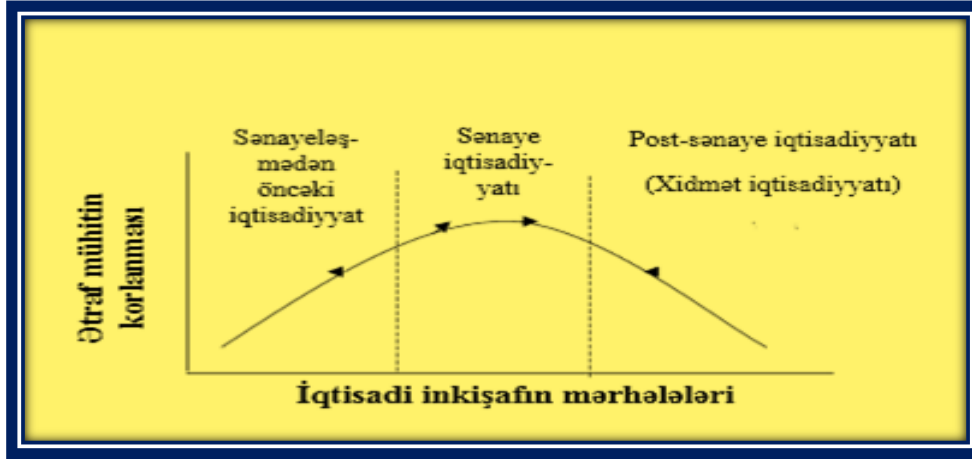 Sənayeləş-
mədən
öncəki
iqtisadiyyat
Sənaye
iqtisadiy-
yatı
Post-sənaye iqtisadiyyatı
(Xidmət iqtisadiyyatı)
Ətraf mühitin
korlanması
İqtisadi inkişafın mərhələləri